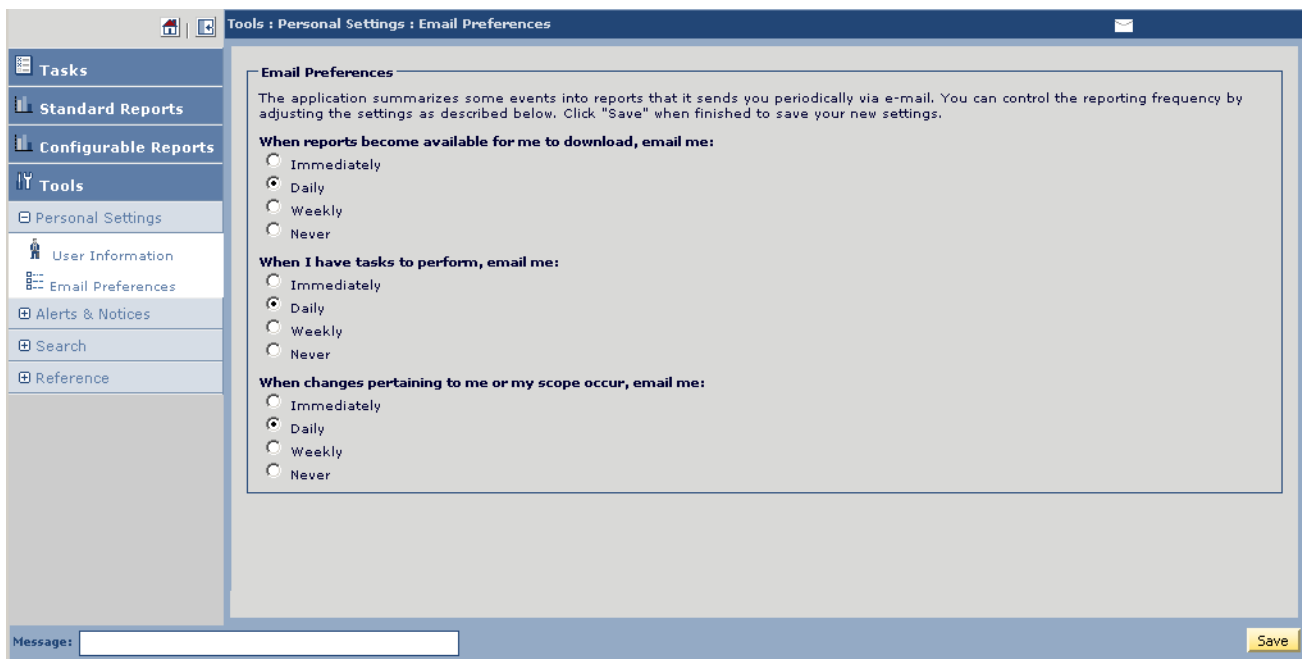 Tools : Personal Settings : Email Preferences
Tasks
Standard Reports
Configurable Reports
Tools
Personal Settings
User Information
Email Preferences
Alerts & Notices
Search
Reference
Email Preferences
The application summarizes some events into reports that it sends you periodically via e-mail. You can control the reporting frequency by
adjusting the settings as described below. Click "Save" when finished to save your new settings.
When reports become available for me to download, email me:
Immediately
Daily
Weekly
Never
When I have tasks to perform, email me:
Immediately
Daily
Weekly
Never
When changes pertaining to me or my scope occur, email me:
Immediately
Daily
Weekly
Never
Message:
Save